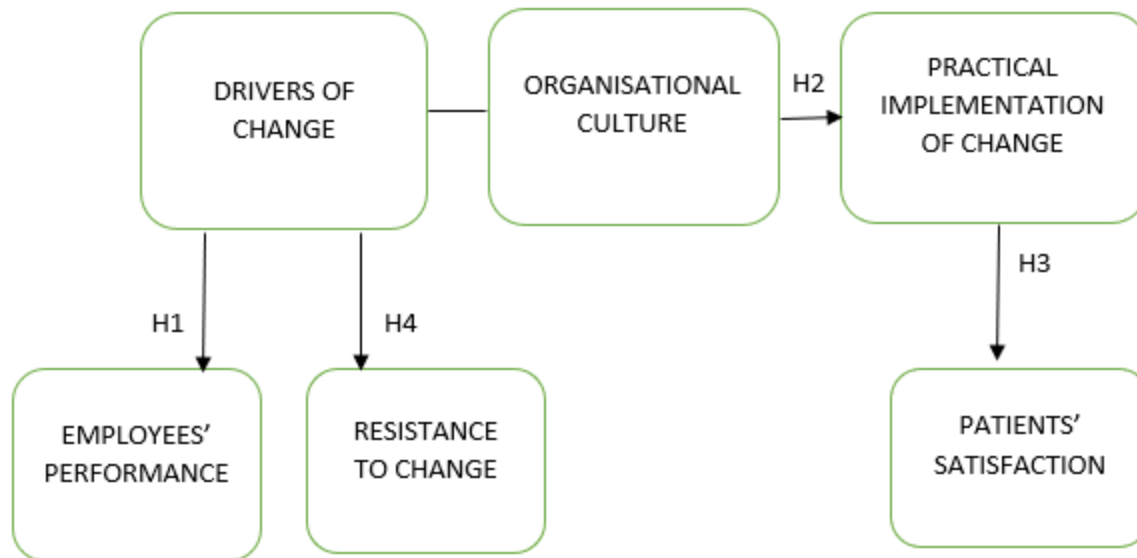 DRIVERS OF
CHANGE
ORGANISATIONAL
CULTURE
H2
PRACTICAL
IMPLEMENTATION
OF CHANGE
H1
H4
H3
EMPLOYEES’
PERFORMANCE
RESISTANCE
TO CHANGE
PATIENTS’
SATISFACTION